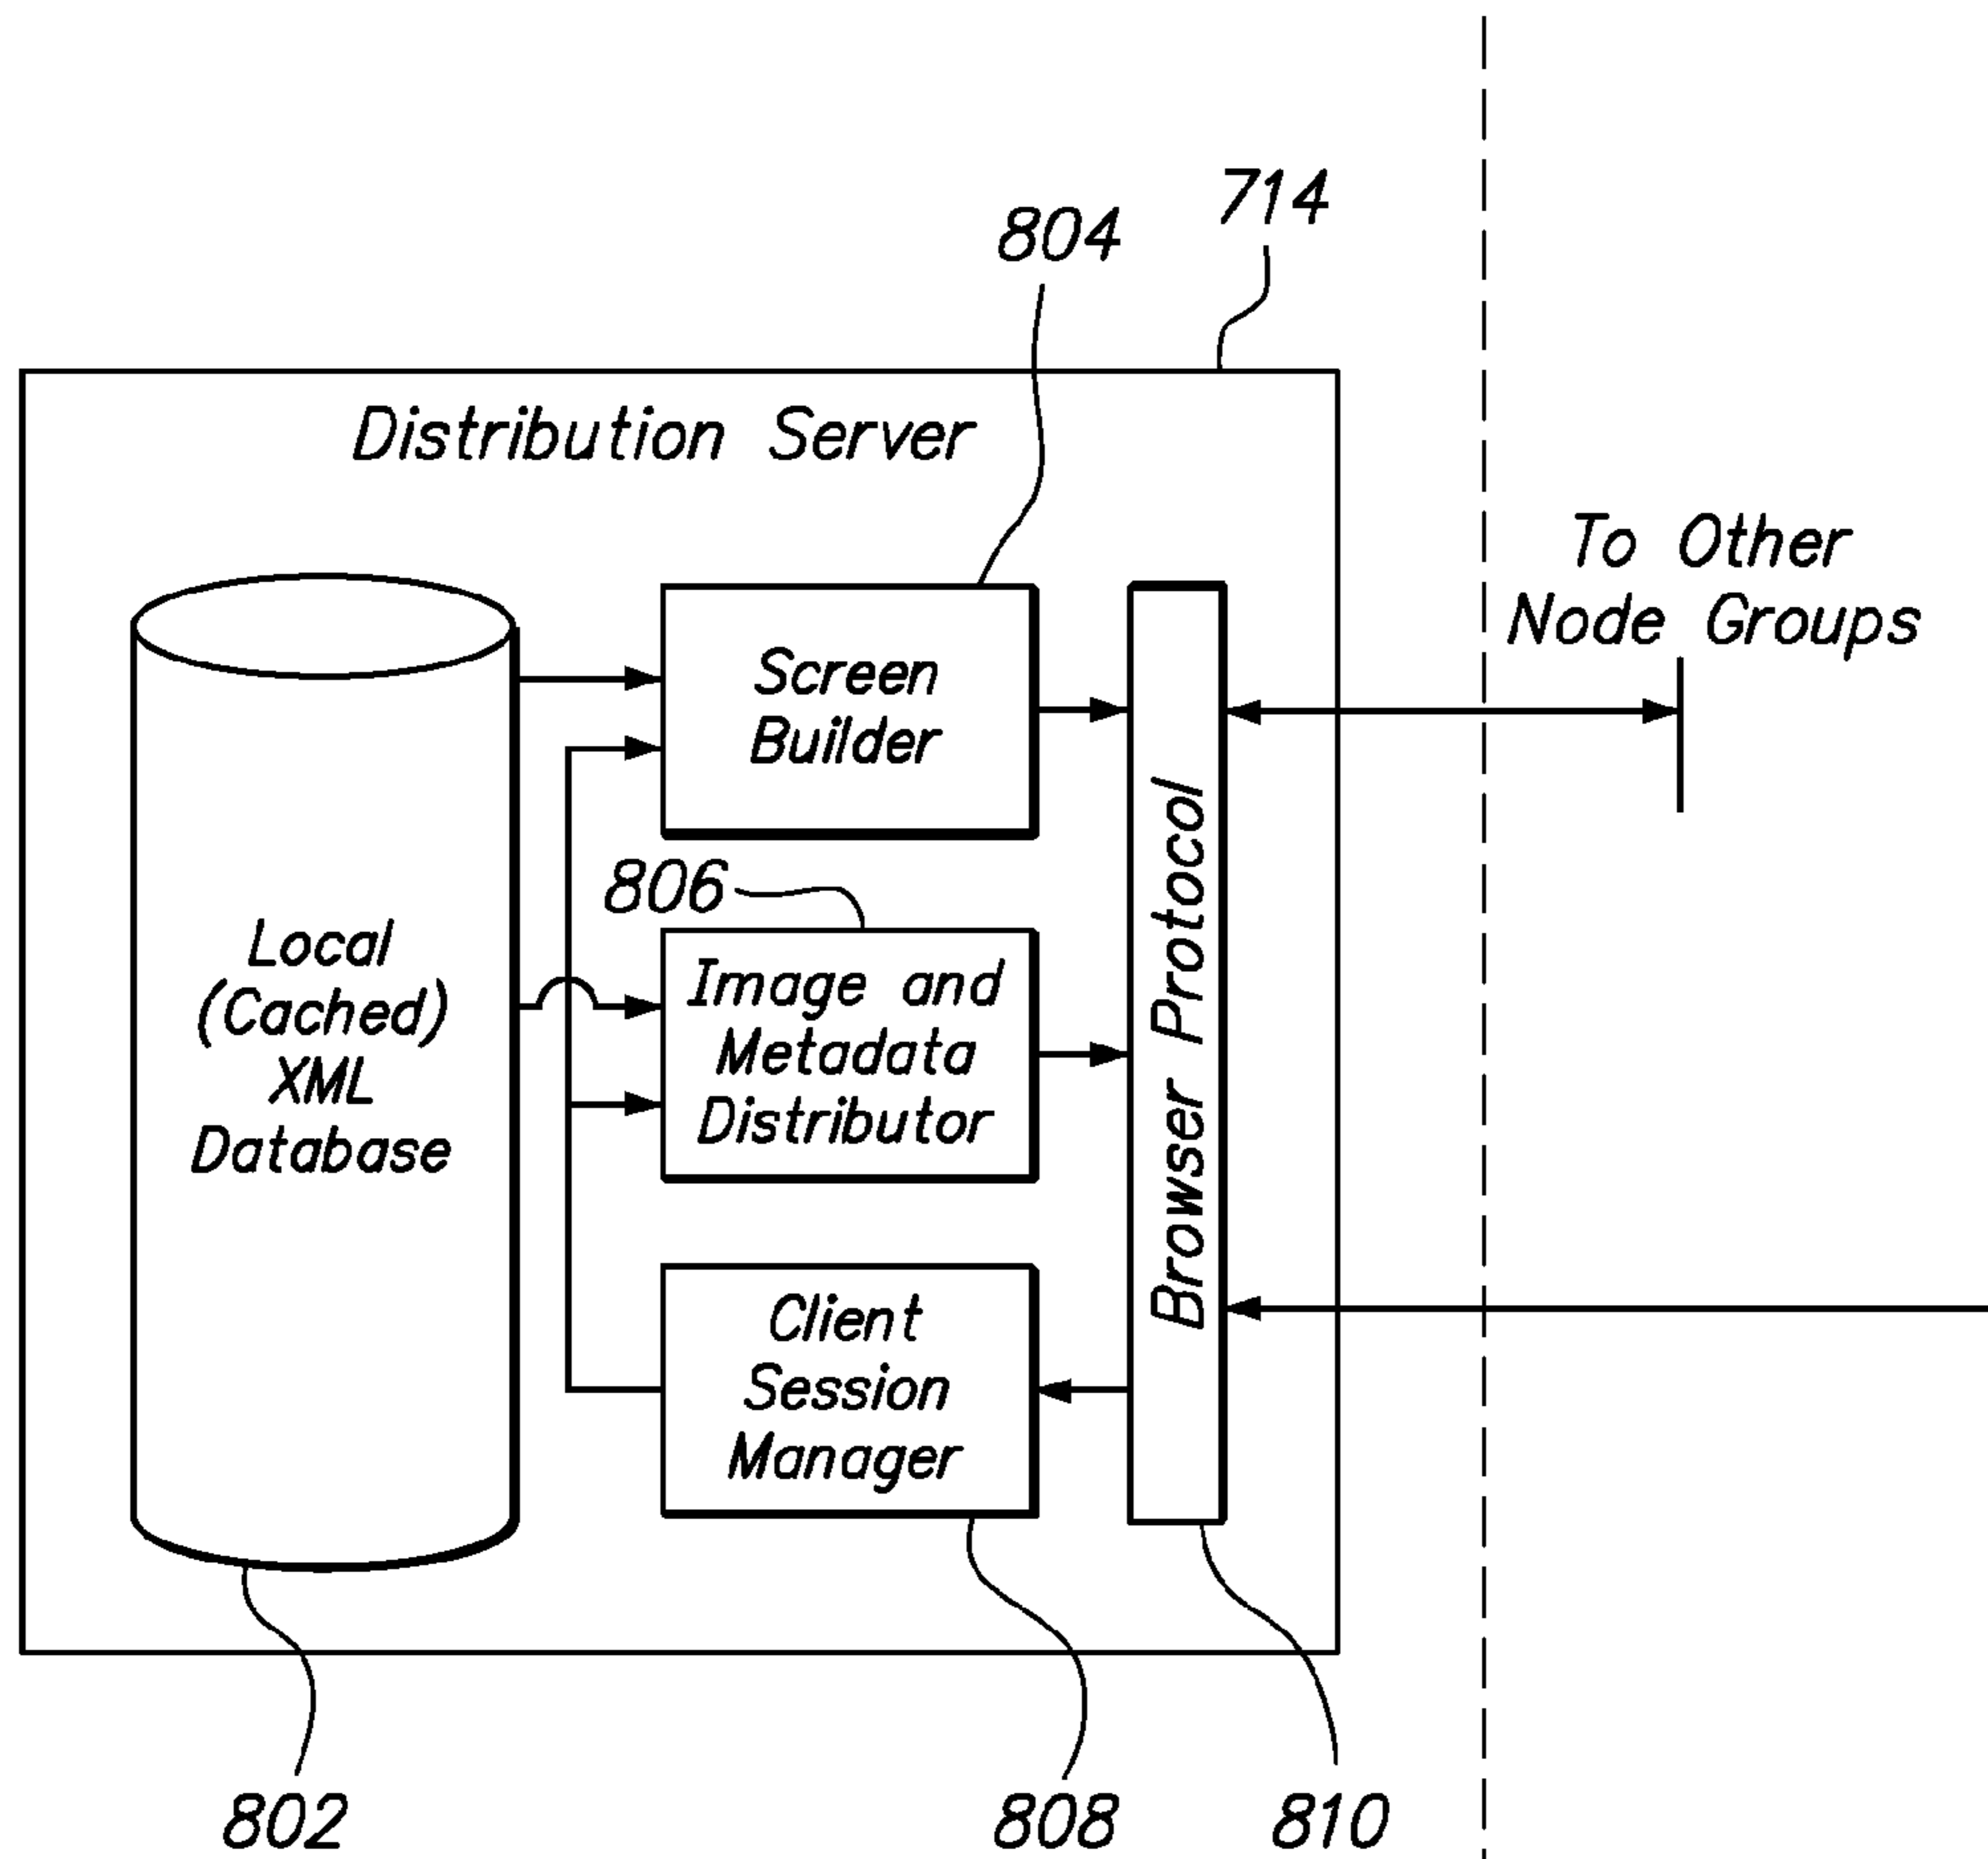 714
804
Distribution Server
To Other
Node Groups
Screen
Builder
806
Local
(Cached)
XML
Database
Image and
Metadata
Distributor
Browser Protocol
Client
Session
Manager
802
808
810